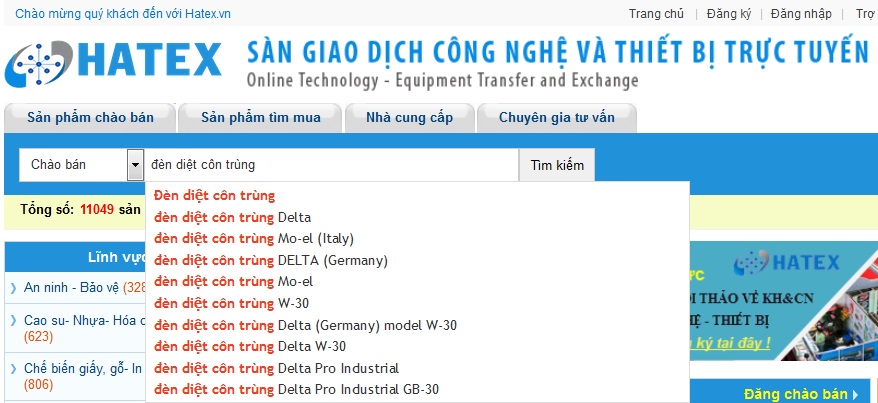 Chào mừng quý khách đến với Hatex.vn
Trang chủ | Đăng ký | Đăng nhập | Trợ
HATEX
SÀN GIAO DỊCH CÔNG NGHỆ VÀ THIẾT BỊ TRỰC TUYẾN
Online Technology - Equipment Transfer and Exchange
Sản phẩm chào bán
Sản phẩm tìm mua
Nhà cung cấp
Chuyên gia tư vấn
Chào bán
đèn diệt côn trùng
Tìm kiếm
Đèn diệt côn trùng
đèn diệt côn trùng Delta
đèn diệt côn trùng Mo-el (Italy)
đèn diệt côn trùng DELTA (Germany)
đèn diệt côn trùng Mo-el
đèn diệt côn trùng W-30
đèn diệt côn trùng Delta (Germany) model W-30
đèn diệt côn trùng Delta W-30
đèn diệt côn trùng Delta Pro Industrial
đèn diệt côn trùng Delta Pro Industrial GB-30
Tổng số: 11049 sản
Lĩnh vực
An ninh - Bảo vệ (328
Cao su- Nhựa- Hóa
(623)
Chế biến giấy, gỗ- In
(806)
HATEX
THẢO VỀ KH&CN
- THIẾT BỊ
ký tại đây !
Đăng chào bán